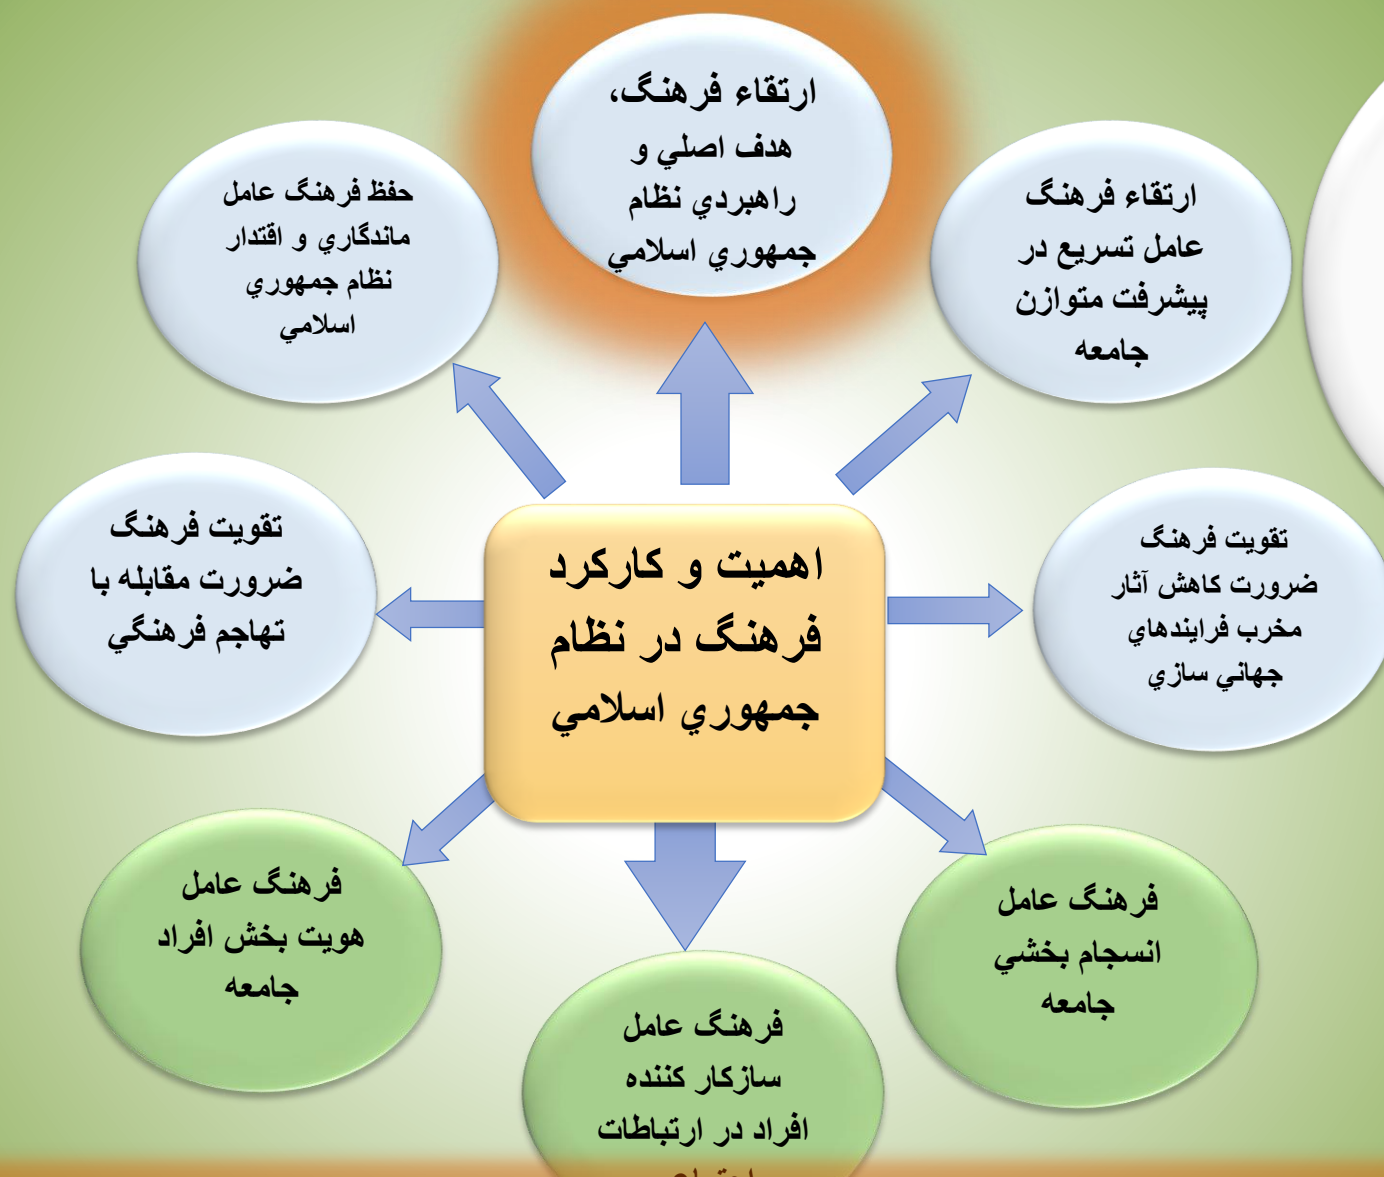 ارتقاء فرهنگ،
هدف اصلي و
راهبردي نظام
جمهوري اسلامي
ارتقاء فرهنگ
عامل تسريع در
پيشرفت متوازن
جامعه
حفظ فرهنگ عامل
ماندگاري و اقتدار
نظام جمهوري
اسلامي
تقويت فرهنگ
ضرورت كاهش آثار
مخرب فرايندهاي
جهاني سازي
اهميت و كاركرد
فرهنگ در نظام
جمهوري اسلامي
تقويت فرهنگ
ضرورت مقابله با
تهاجم فرهنگي
فرهنگ عامل
انسجام بخشي
جامعه
فرهنگ عامل
هويت بخش افراد
جامعه
فرهنگ عامل
سازكار كننده
افراد در ارتباطات